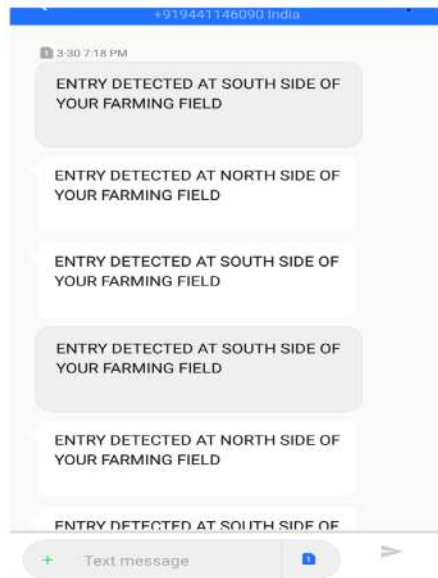 +919441146090 India
1 3-30 7:18 PM
ENTRY DETECTED AT SOUTH SIDE OF
YOUR FARMING FIELD
ENTRY DETECTED AT NORTH SIDE OF
YOUR FARMING FIELD
ENTRY DETECTED AT SOUTH SIDE OF
YOUR FARMING FIELD
ENTRY DETECTED AT SOUTH SIDE OF
YOUR FARMING FIELD
ENTRY DETECTED AT NORTH SIDE OF
YOUR FARMING FIELD
ENTRY DETECTED AT SOUTH SIDE OF
+ Text message 1